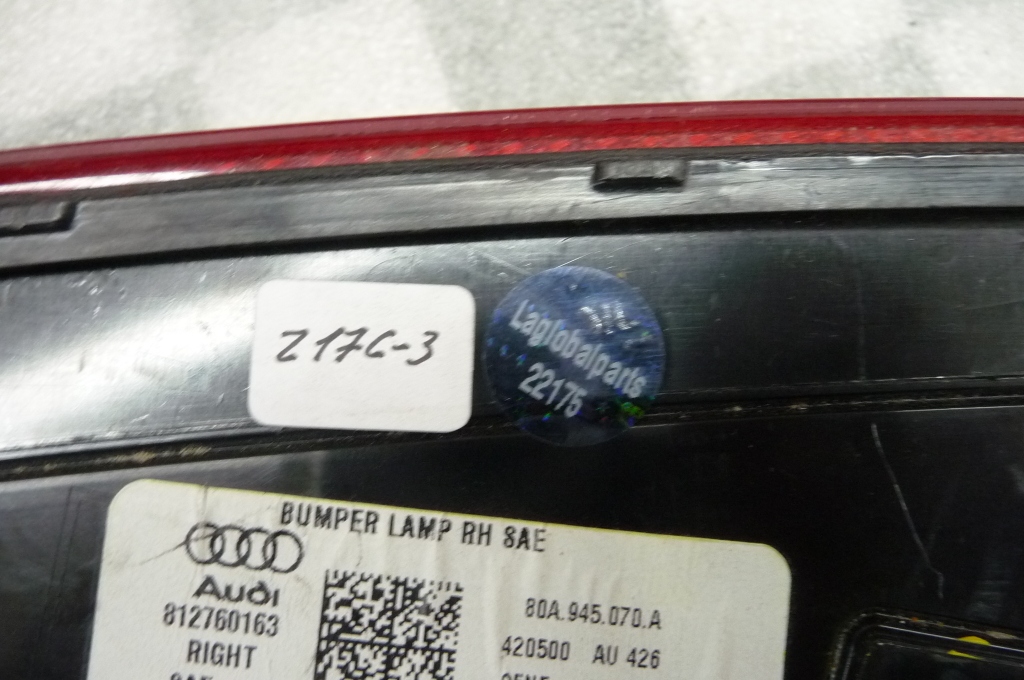 Z17C-3
Laglobalparts
22175
BUMPER LAMP RH SAE
Audi
812760163
RIGHT
80A.945.070.A
420500 AU 426